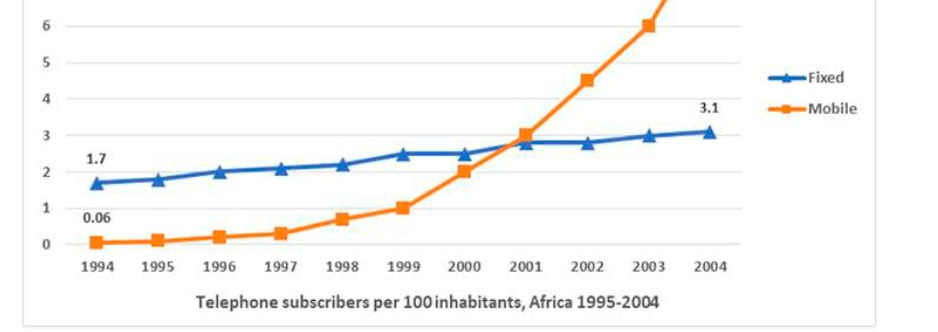 6
5
4
3
2
1
0
1.7
0.06
3.1
1994 1995 1996 1997 1998 1999 2000 2001 2002 2003 2004
Telephone subscribers per 100 inhabitants, Africa 1995-2004
Fixed
Mobile